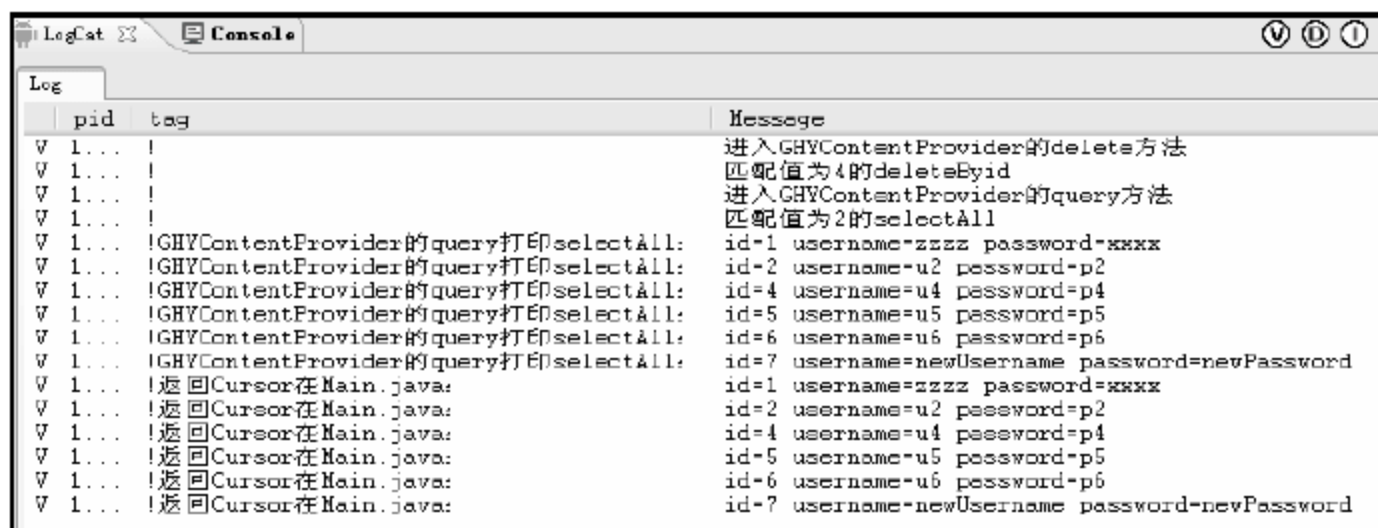 LogCat Console V D I
Log
pid tag Message
V 1... ! 进入GHYContentProvider的delete方法
V 1... ! 匹配值为4的deleteByid
V 1... ! 进入GHYContentProvider的query方法
V 1... ! 匹配值为2的selectAll
V 1... !GHYContentProvider的query打印selectAll: id=1 username=zzzz password=xxxx
V 1... !GHYContentProvider的query打印selectAll: id=2 username=u2 password=p2
V 1... !GHYContentProvider的query打印selectAll: id=4 username=u4 password=p4
V 1... !GHYContentProvider的query打印selectAll: id=5 username=u5 password=p5
V 1... !GHYContentProvider的query打印selectAll: id=6 username=u6 password=p6
V 1... !GHYContentProvider的query打印selectAll: id=7 username=newUsername password=newPassword
V 1... !返回Cursor在Main.java: id=1 username=zzzz password=xxxx
V 1... !返回Cursor在Main.java: id=2 username=u2 password=p2
V 1... !返回Cursor在Main.java: id=4 username=u4 password=p4
V 1... !返回Cursor在Main.java: id=5 username=u5 password=p5
V 1... !返回Cursor在Main.java: id=6 username=u6 password=p6
V 1... !返回Cursor在Main.java: id=7 username=newUsername password=newPassword